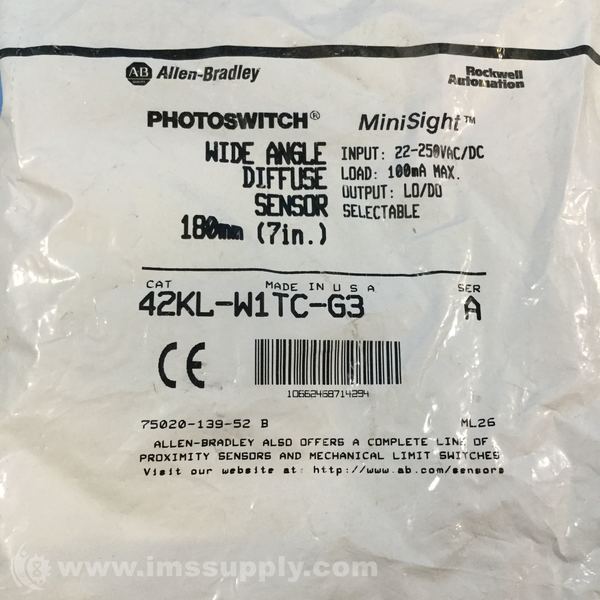 AB Allen-Bradley
Rockwell
Automation
PHOTOSWITCH® MiniSight™
WIDE ANGLE
DIFFUSE
SENSOR
180mm (7in.)
INPUT: 22-250VAC/DC
LOAD: 100mA MAX.
OUTPUT: LO/DO
SELECTABLE
CAT MADE IN U S A SER
42KL-W1TC-G3 A
CE
10662468714294
75020-139-52 B ML26
ALLEN-BRADLEY ALSO OFFERS A COMPLETE LINE OF
PROXIMITY SENSORS AND MECHANICAL LIMIT SWITCHES
Visit our website at: http://www.ab.com/sensors
www.imssupply.com